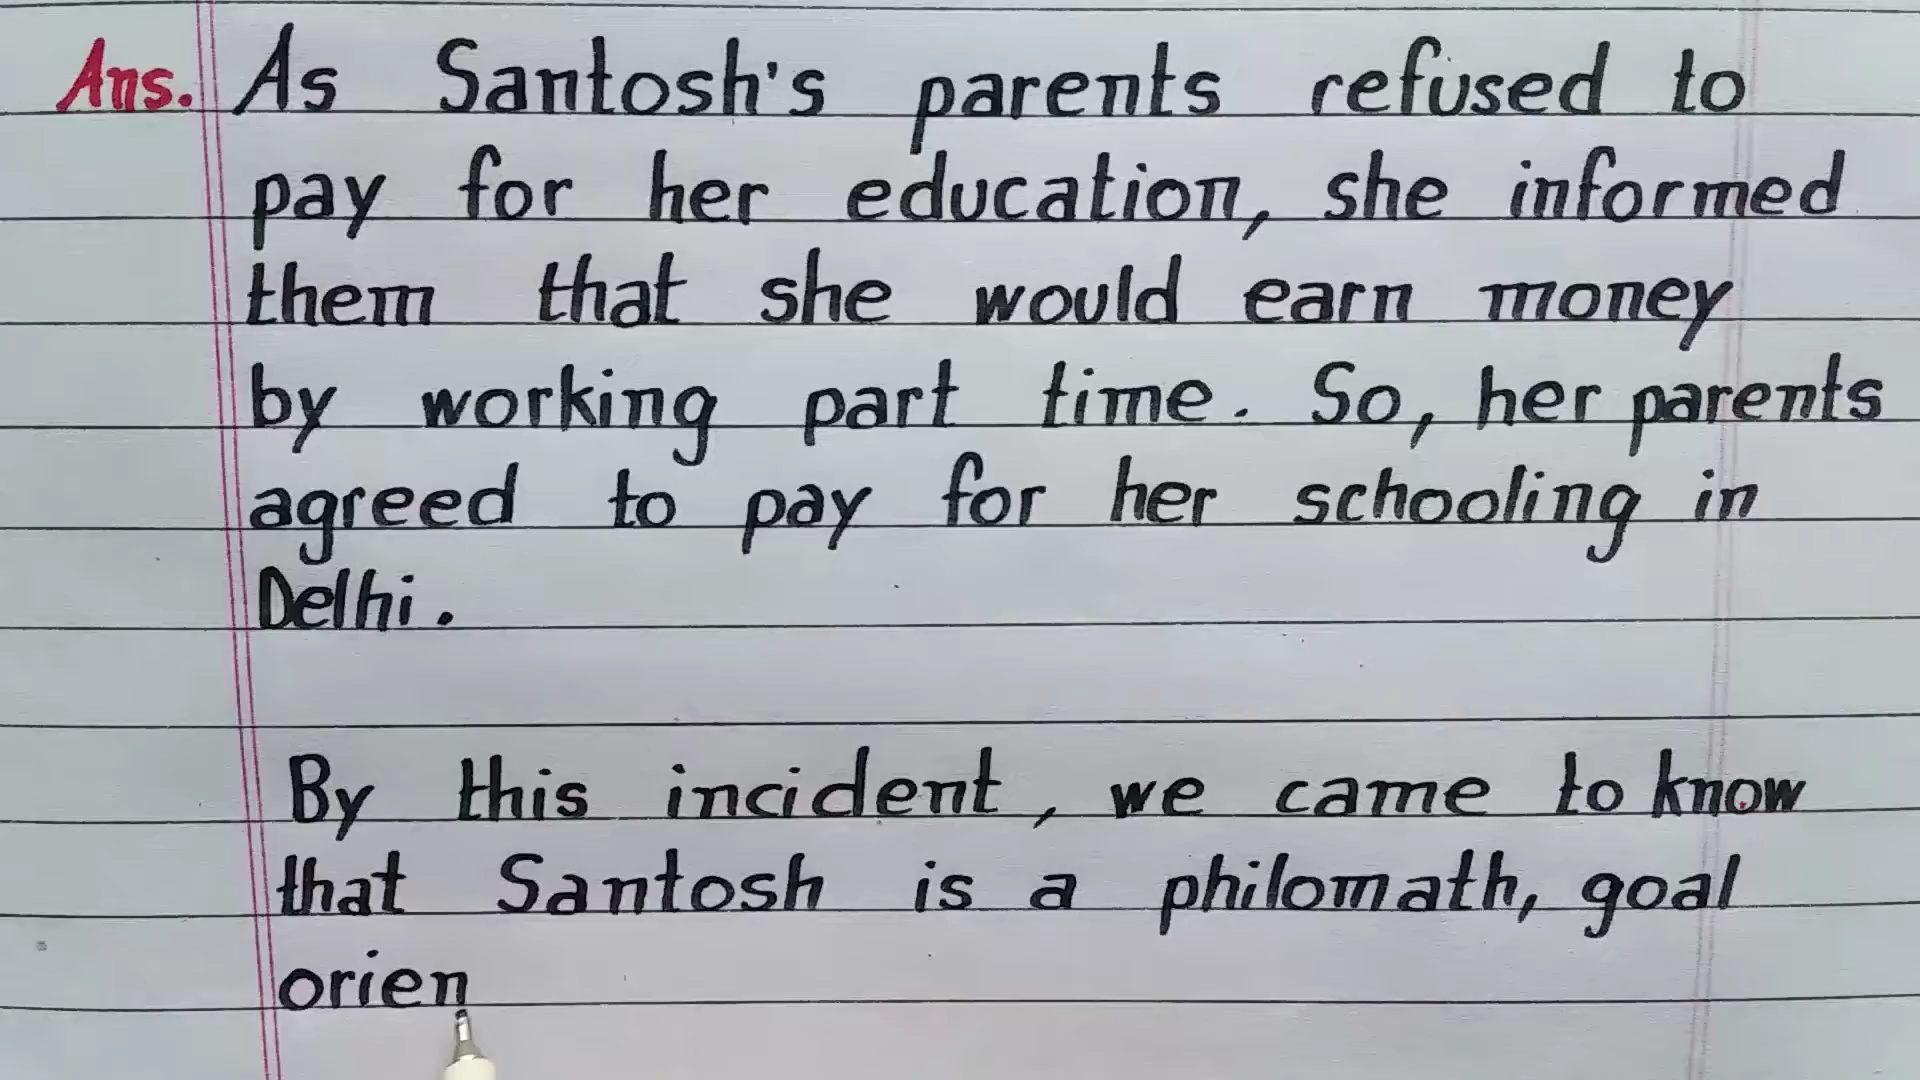 Ans. As Santosh's parents refused to
pay for her education, she informed
them that she would earn money
by working part time. So, her parents
agreed to pay for her schooling in
Delhi.
By this incident, we came to know
that Santosh is a philomath, goal
orien